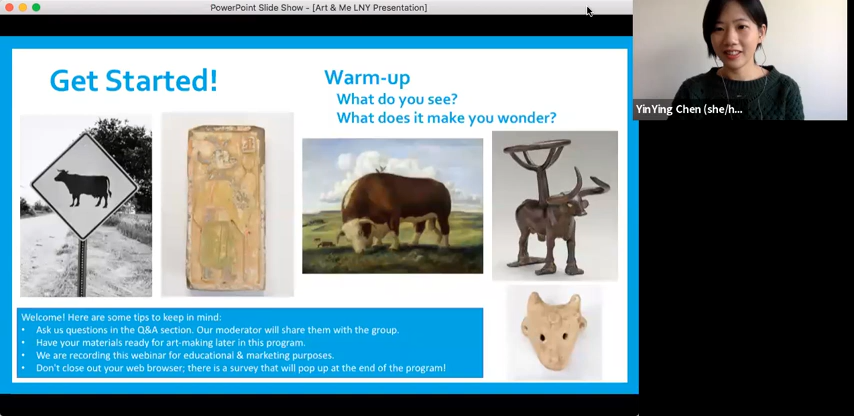 PowerPoint Slide Show - [Art & Me LNY Presentation]
Get Started!
Warm-up
What do you see?
What does it make you wonder?
YinYing Chen (she/h...
Welcome! Here are some tips to keep in mind:
• Ask us questions in the Q&A section. Our moderator will share them with the group.
• Have your materials ready for art-making later in this program.
• We are recording this webinar for educational & marketing purposes.
• Don't close out your web browser; there is a survey that will pop up at the end of the program!